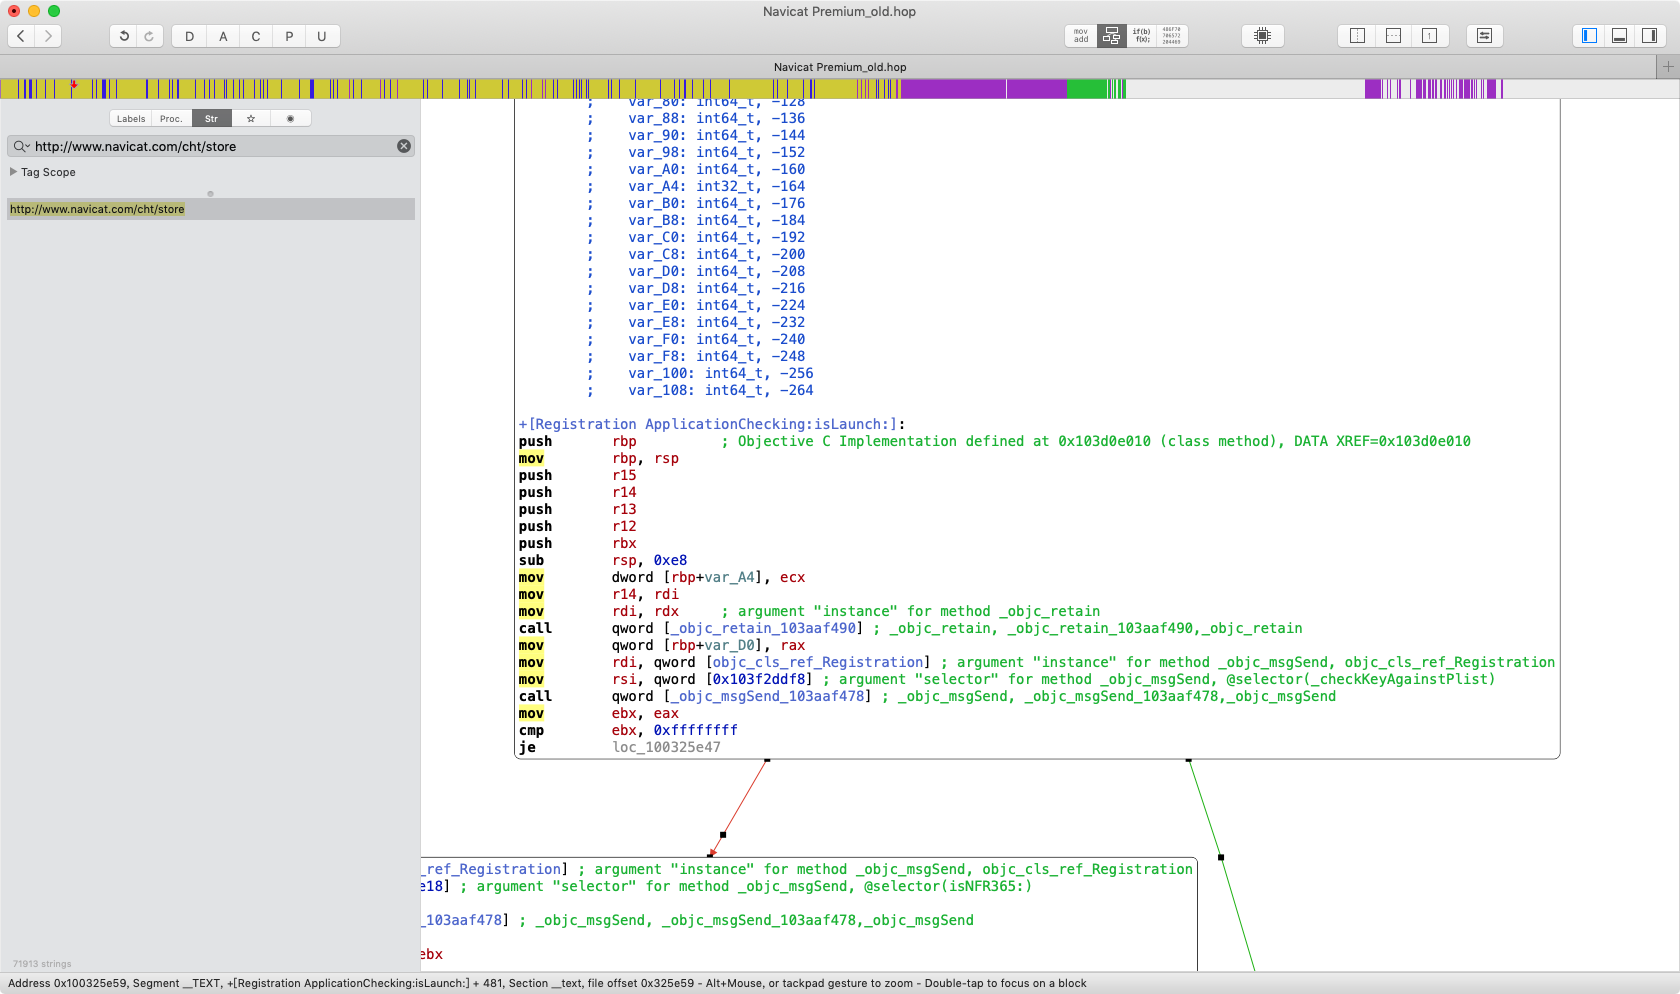 Navicat Premium_old.hop
D A C P U
mov
add
if(b)
f(x);
Navicat Premium_old.hop
Labels Proc. Str
http://www.navicat.com/cht/store
Tag Scope
http://www.navicat.com/cht/store
71913 strings
; var_80: int64_t, -128
; var_88: int64_t, -136
; var_90: int64_t, -144
; var_98: int64_t, -152
; var_A0: int64_t, -160
; var_A4: int32_t, -164
; var_B0: int64_t, -176
; var_B8: int64_t, -184
; var_C0: int64_t, -192
; var_C8: int64_t, -200
; var_D0: int64_t, -208
; var_D8: int64_t, -216
; var_E0: int64_t, -224
; var_E8: int64_t, -232
; var_F0: int64_t, -240
; var_F8: int64_t, -248
; var_100: int64_t, -256
; var_108: int64_t, -264
+[Registration ApplicationChecking:isLaunch:]:
push rbp ; Objective C Implementation defined at 0x103d0e010 (class method), DATA XREF=0x103d0e010
mov rbp, rsp
push r15
push r14
push r13
push r12
push rbx
sub rsp, 0xe8
mov dword [rbp+var_A4], ecx
mov r14, rdi
mov rdi, rdx ; argument "instance" for method _objc_retain
call qword [_objc_retain_103aaf490] ; _objc_retain, _objc_retain_103aaf490,_objc_retain
mov qword [rbp+var_D0], rax
mov rdi, qword [objc_cls_ref_Registration] ; argument "instance" for method _objc_msgSend, objc_cls_ref_Registration
mov rsi, qword [0x103f2ddf8] ; argument "selector" for method _objc_msgSend, @selector(_checkKeyAgainstPlist)
call qword [_objc_msgSend_103aaf478] ; _objc_msgSend, _objc_msgSend_103aaf478,_objc_msgSend
mov ebx, eax
cmp ebx, 0xffffffff
je loc_100325e47
_ref_Registration] ; argument "instance" for method _objc_msgSend, objc_cls_ref_Registration
e18] ; argument "selector" for method _objc_msgSend, @selector(isNFR365:)
_103aaf478] ; _objc_msgSend, _objc_msgSend_103aaf478,_objc_msgSend
ebx
Address 0x100325e59, Segment __TEXT, +[Registration ApplicationChecking:isLaunch:] + 481, Section __text, file offset 0x325e59 - Alt+Mouse, or tackpad gesture to zoom - Double-tap to focus on a block